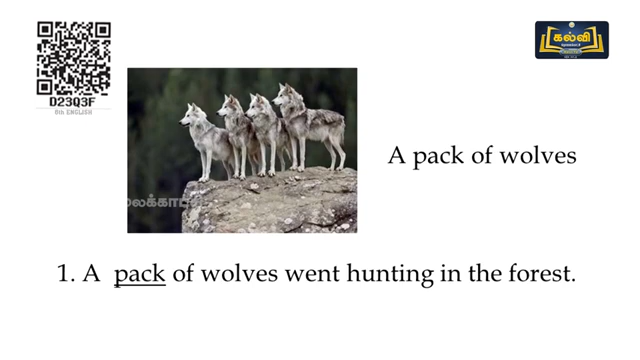 D23Q3F
6th ENGLISH
கல்வி
A pack of wolves
1. A pack of wolves went hunting in the forest.